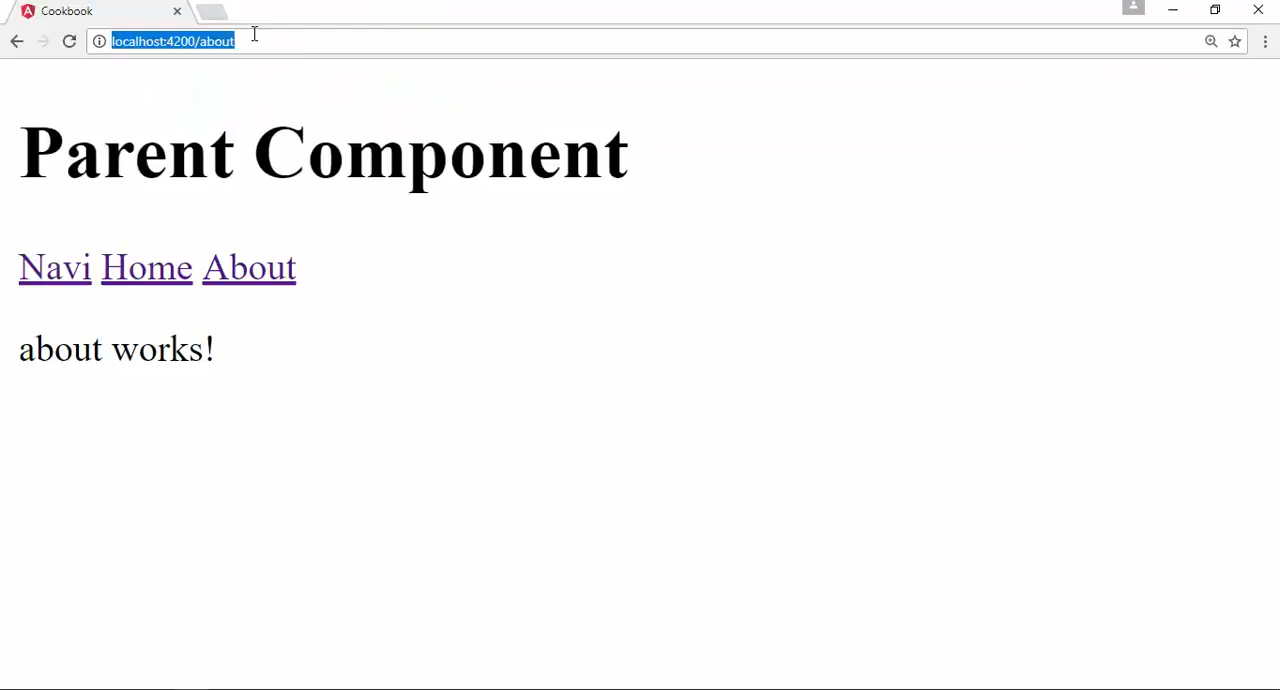 Cookbook
localhost:4200/about
Parent Component
Navi Home About
about works!